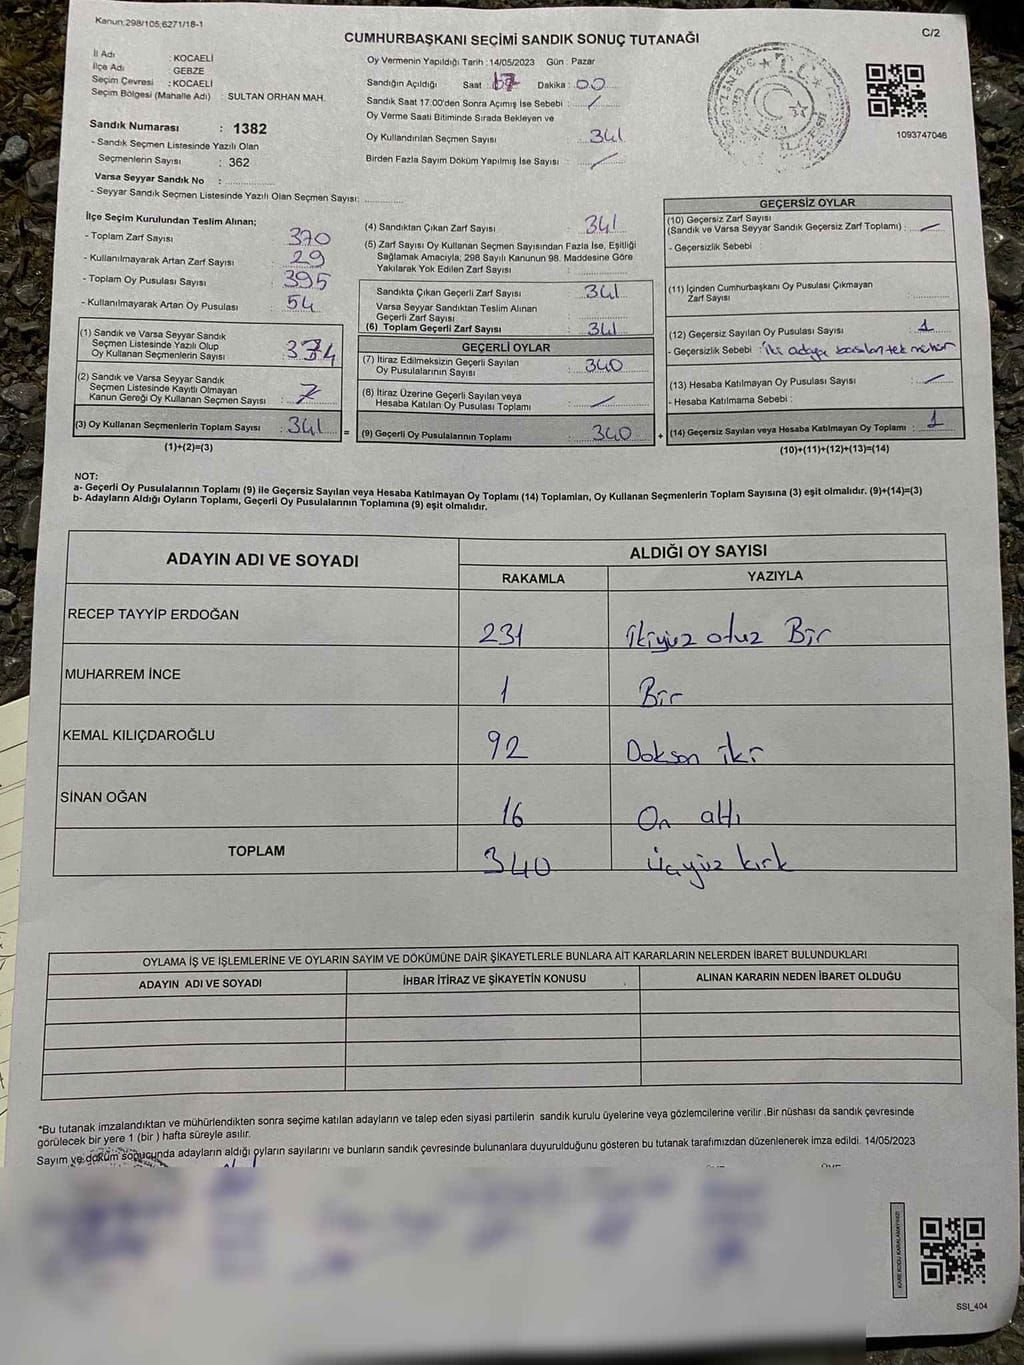 Kanun:298/105;6271/18-1
C/2
CUMHURBAŞKANI SEÇİMİ SANDIK SONUÇ TUTANAĞI
İl Adı : KOCAELİ
İlçe Adı : GEBZE
Seçim Çevresi : KOCAELİ
Seçim Bölgesi (Mahalle Adı) : SULTAN ORHAN MAH.
Sandık Numarası : 1382
- Sandık Seçmen Listesinde Yazılı Olan
Seçmenlerin Sayısı : 362
Varsa Seyyar Sandık No :
- Seyyar Sandık Seçmen Listesinde Yazılı Olan Seçmen Sayısı:
Oy Vermenin Yapıldığı Tarih : 14/05/2023 Gün : Pazar
Sandığın Açıldığı Saat : 17 Dakika : 00
Sandık Saat 17:00'den Sonra Açımış İse Sebebi : /
Oy Verme Saati Bitiminde Sırada Bekleyen ve
Oy Kullandırılan Seçmen Sayısı : 341
Birden Fazla Sayım Döküm Yapılmış İse Sayısı : /
1093747046
İlçe Seçim Kurulundan Teslim Alınan;
- Toplam Zarf Sayısı : 370
- Kullanılmayarak Artan Zarf Sayısı : 29
- Toplam Oy Pusulası Sayısı : 395
- Kullanılmayarak Artan Oy Pusulası : 54
(1) Sandık ve Varsa Seyyar Sandık
Seçmen Listesinde Yazılı Olup
Oy Kullanan Seçmenlerin Sayısı : 334
(2) Sandık ve Varsa Seyyar Sandık
Seçmen Listesinde Kayıtlı Olmayan
Kanun Gereği Oy Kullanan Seçmen Sayısı : 7
(3) Oy Kullanan Seçmenlerin Toplam Sayısı : 341
(1)+(2)=(3)
=
(4) Sandıktan Çıkan Zarf Sayısı : 341
(5) Zarf Sayısı Oy Kullanan Seçmen Sayısından Fazla İse, Eşitliği
Sağlamak Amacıyla; 298 Sayılı Kanunun 98. Maddesine Göre
Yakılarak Yok Edilen Zarf Sayısı :
Sandıkta Çıkan Geçerli Zarf Sayısı : 341
Varsa Seyyar Sandıktan Teslim Alınan
Geçerli Zarf Sayısı :
(6) Toplam Geçerli Zarf Sayısı : 341
GEÇERLİ OYLAR
(7) İtiraz Edilmeksizin Geçerli Sayılan
Oy Pusulalarının Sayısı : 340
(8) İtiraz Üzerine Geçerli Sayılan veya
Hesaba Katılan Oy Pusulası Toplamı : /
(9) Geçerli Oy Pusulalarının Toplamı : 340
+
GEÇERSİZ OYLAR
(10) Geçersiz Zarf Sayısı
(Sandık ve Varsa Seyyar Sandık Geçersiz Zarf Toplamı) : /
- Geçersizlik Sebebi :
(11) İçinden Cumhurbaşkanı Oy Pusulası Çıkmayan
Zarf Sayısı :
(12) Geçersiz Sayılan Oy Pusulası Sayısı : 1
- Geçersizlik Sebebi : iki adaya basılan tek mühür
(13) Hesaba Katılmayan Oy Pusulası Sayısı : /
- Hesaba Katılmama Sebebi :
(14) Geçersiz Sayılan veya Hesaba Katılmayan Oy Toplamı : 1
(10)+(11)+(12)+(13)=(14)
NOT:
a- Geçerli Oy Pusulalarının Toplamı (9) ile Geçersiz Sayılan veya Hesaba Katılmayan Oy Toplamı (14) Toplamları, Oy Kullanan Seçmenlerin Toplam Sayısına (3) eşit olmalıdır. (9)+(14)=(3)
b- Adayların Aldığı Oyların Toplamı, Geçerli Oy Pusulalarının Toplamına (9) eşit olmalıdır.
ADAYIN ADI VE SOYADI
ALDIĞI OY SAYISI
RAKAMLA YAZIYLA
RECEP TAYYİP ERDOĞAN 231 ikiyüz otuz Bir
MUHARREM İNCE 1 Bir
KEMAL KILIÇDAROĞLU 92 Doksan iki
SİNAN OĞAN 16 On altı
TOPLAM 340 üçyüz kırk
OYLAMA İŞ VE İŞLEMLERİNE VE OYLARIN SAYIM VE DÖKÜMÜNE DAİR ŞİKAYETLERLE BUNLARA AİT KARARLARIN NELERDEN İBARET BULUNDUKLARI
ADAYIN ADI VE SOYADI İHBAR İTİRAZ VE ŞİKAYETİN KONUSU ALINAN KARARIN NEDEN İBARET OLDUĞU
*Bu tutanak imzalandıktan ve mühürlendikten sonra seçime katılan adayların ve talep eden siyasi partilerin sandık kurulu üyelerine veya gözlemcilerine verilir .Bir nüshası da sandık çevresinde
görülecek bir yere 1 (bir ) hafta süreyle asılır.
Sayım ve döküm sonucunda adayların aldığı oyların sayılarını ve bunların sandık çevresinde bulunanlara duyurulduğunu gösteren bu tutanak tarafımızdan düzenlenerek imza edildi. 14/05/2023
SSI_404